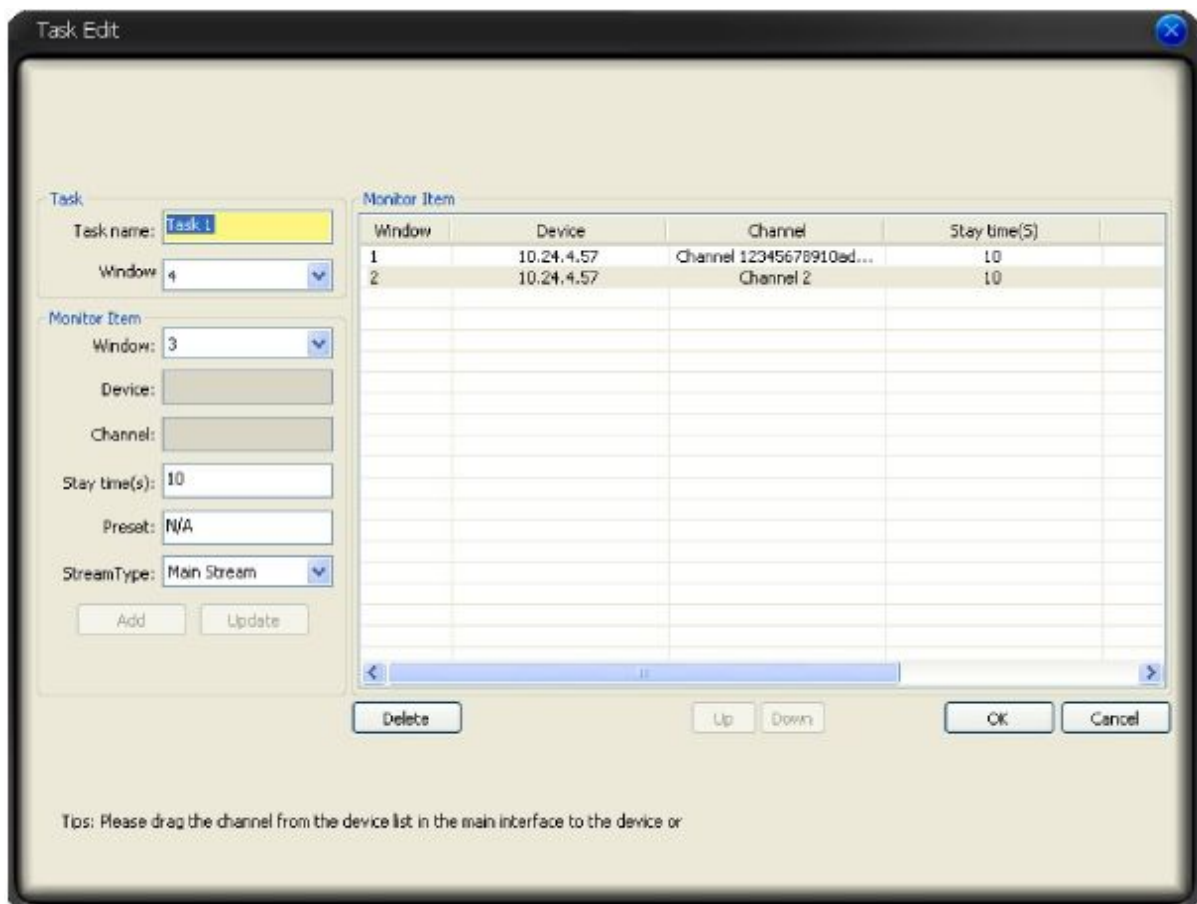 Task Edit
Task
Task name: Task 1
Window 4
Monitor Item
Window: 3
Device:
Channel:
Stay time(s): 10
Preset: N/A
StreamType: Main Stream
Add Update
Monitor Item
Window Device Channel Stay time(S)
1 10.24.4.57 Channel 12345678910ad... 10
2 10.24.4.57 Channel 2 10
Delete Up Down OK Cancel
Tips: Please drag the channel from the device list in the main interface to the device or